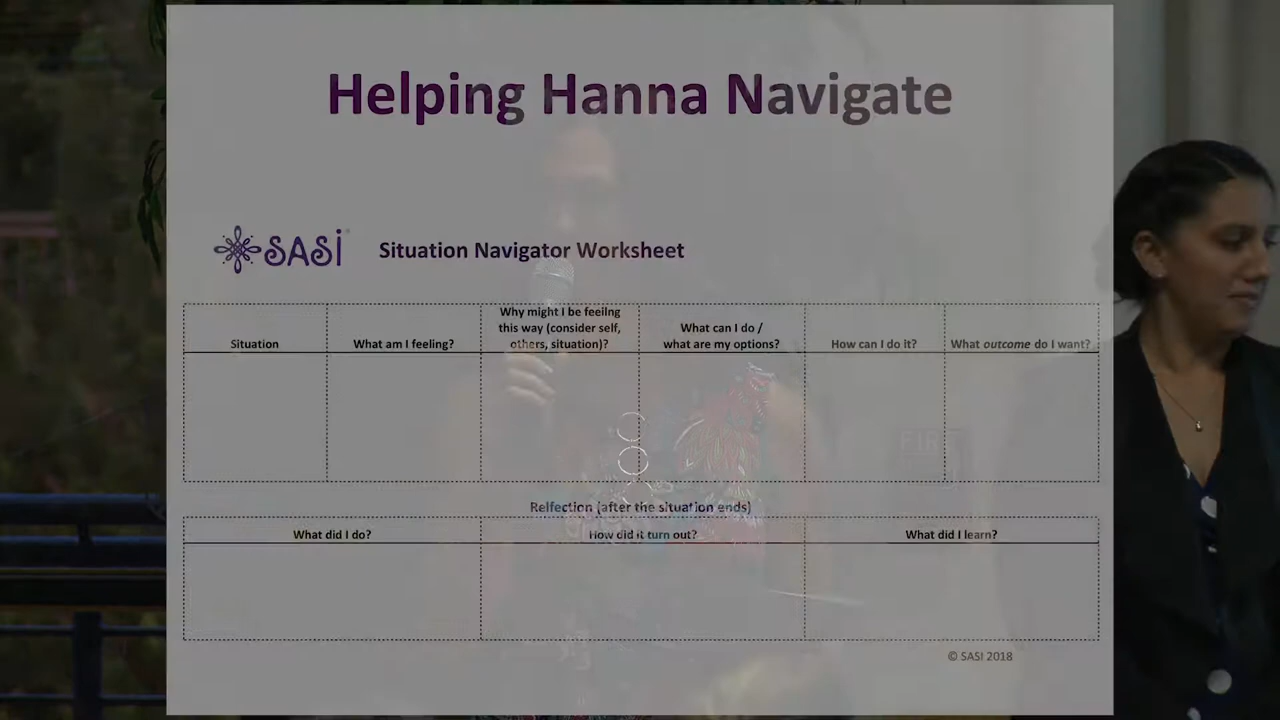 Helping Hanna Navigate
SASI®
Situation Navigator Worksheet
Situation
What am I feeling?
Why might I be feeilng
this way (consider self,
others, situation)?
What can I do /
what are my options?
How can I do it?
What outcome do I want?
Relfection (after the situation ends)
What did I do?
How did it turn out?
What did I learn?
© SASI 2018